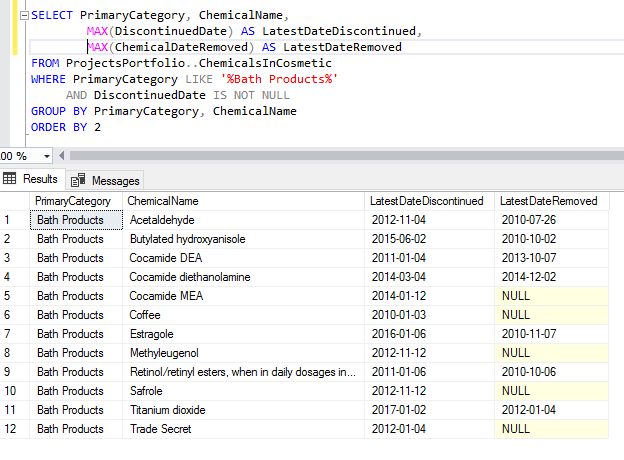 SELECT PrimaryCategory, ChemicalName,
MAX(DiscontinuedDate) AS LatestDateDiscontinued,
MAX(ChemicalDateRemoved) AS LatestDateRemoved
FROM ProjectsPortfolio..ChemicalsInCosmetic
WHERE PrimaryCategory LIKE '%Bath Products%'
AND DiscontinuedDate IS NOT NULL
GROUP BY PrimaryCategory, ChemicalName
ORDER BY 2
00 %
Results Messages
PrimaryCategory ChemicalName LatestDateDiscontinued LatestDateRemoved
1 Bath Products Acetaldehyde 2012-11-04 2010-07-26
2 Bath Products Butylated hydroxyanisole 2015-06-02 2010-10-02
3 Bath Products Cocamide DEA 2011-01-04 2013-10-07
4 Bath Products Cocamide diethanolamine 2014-03-04 2014-12-02
5 Bath Products Cocamide MEA 2014-01-12 NULL
6 Bath Products Coffee 2010-01-03 NULL
7 Bath Products Estragole 2016-01-06 2010-11-07
8 Bath Products Methyleugenol 2012-11-12 NULL
9 Bath Products Retinol/retinyl esters, when in daily dosages in... 2011-01-06 2010-10-06
10 Bath Products Safrole 2012-11-12 NULL
11 Bath Products Titanium dioxide 2017-01-02 2012-01-04
12 Bath Products Trade Secret 2012-01-04 NULL